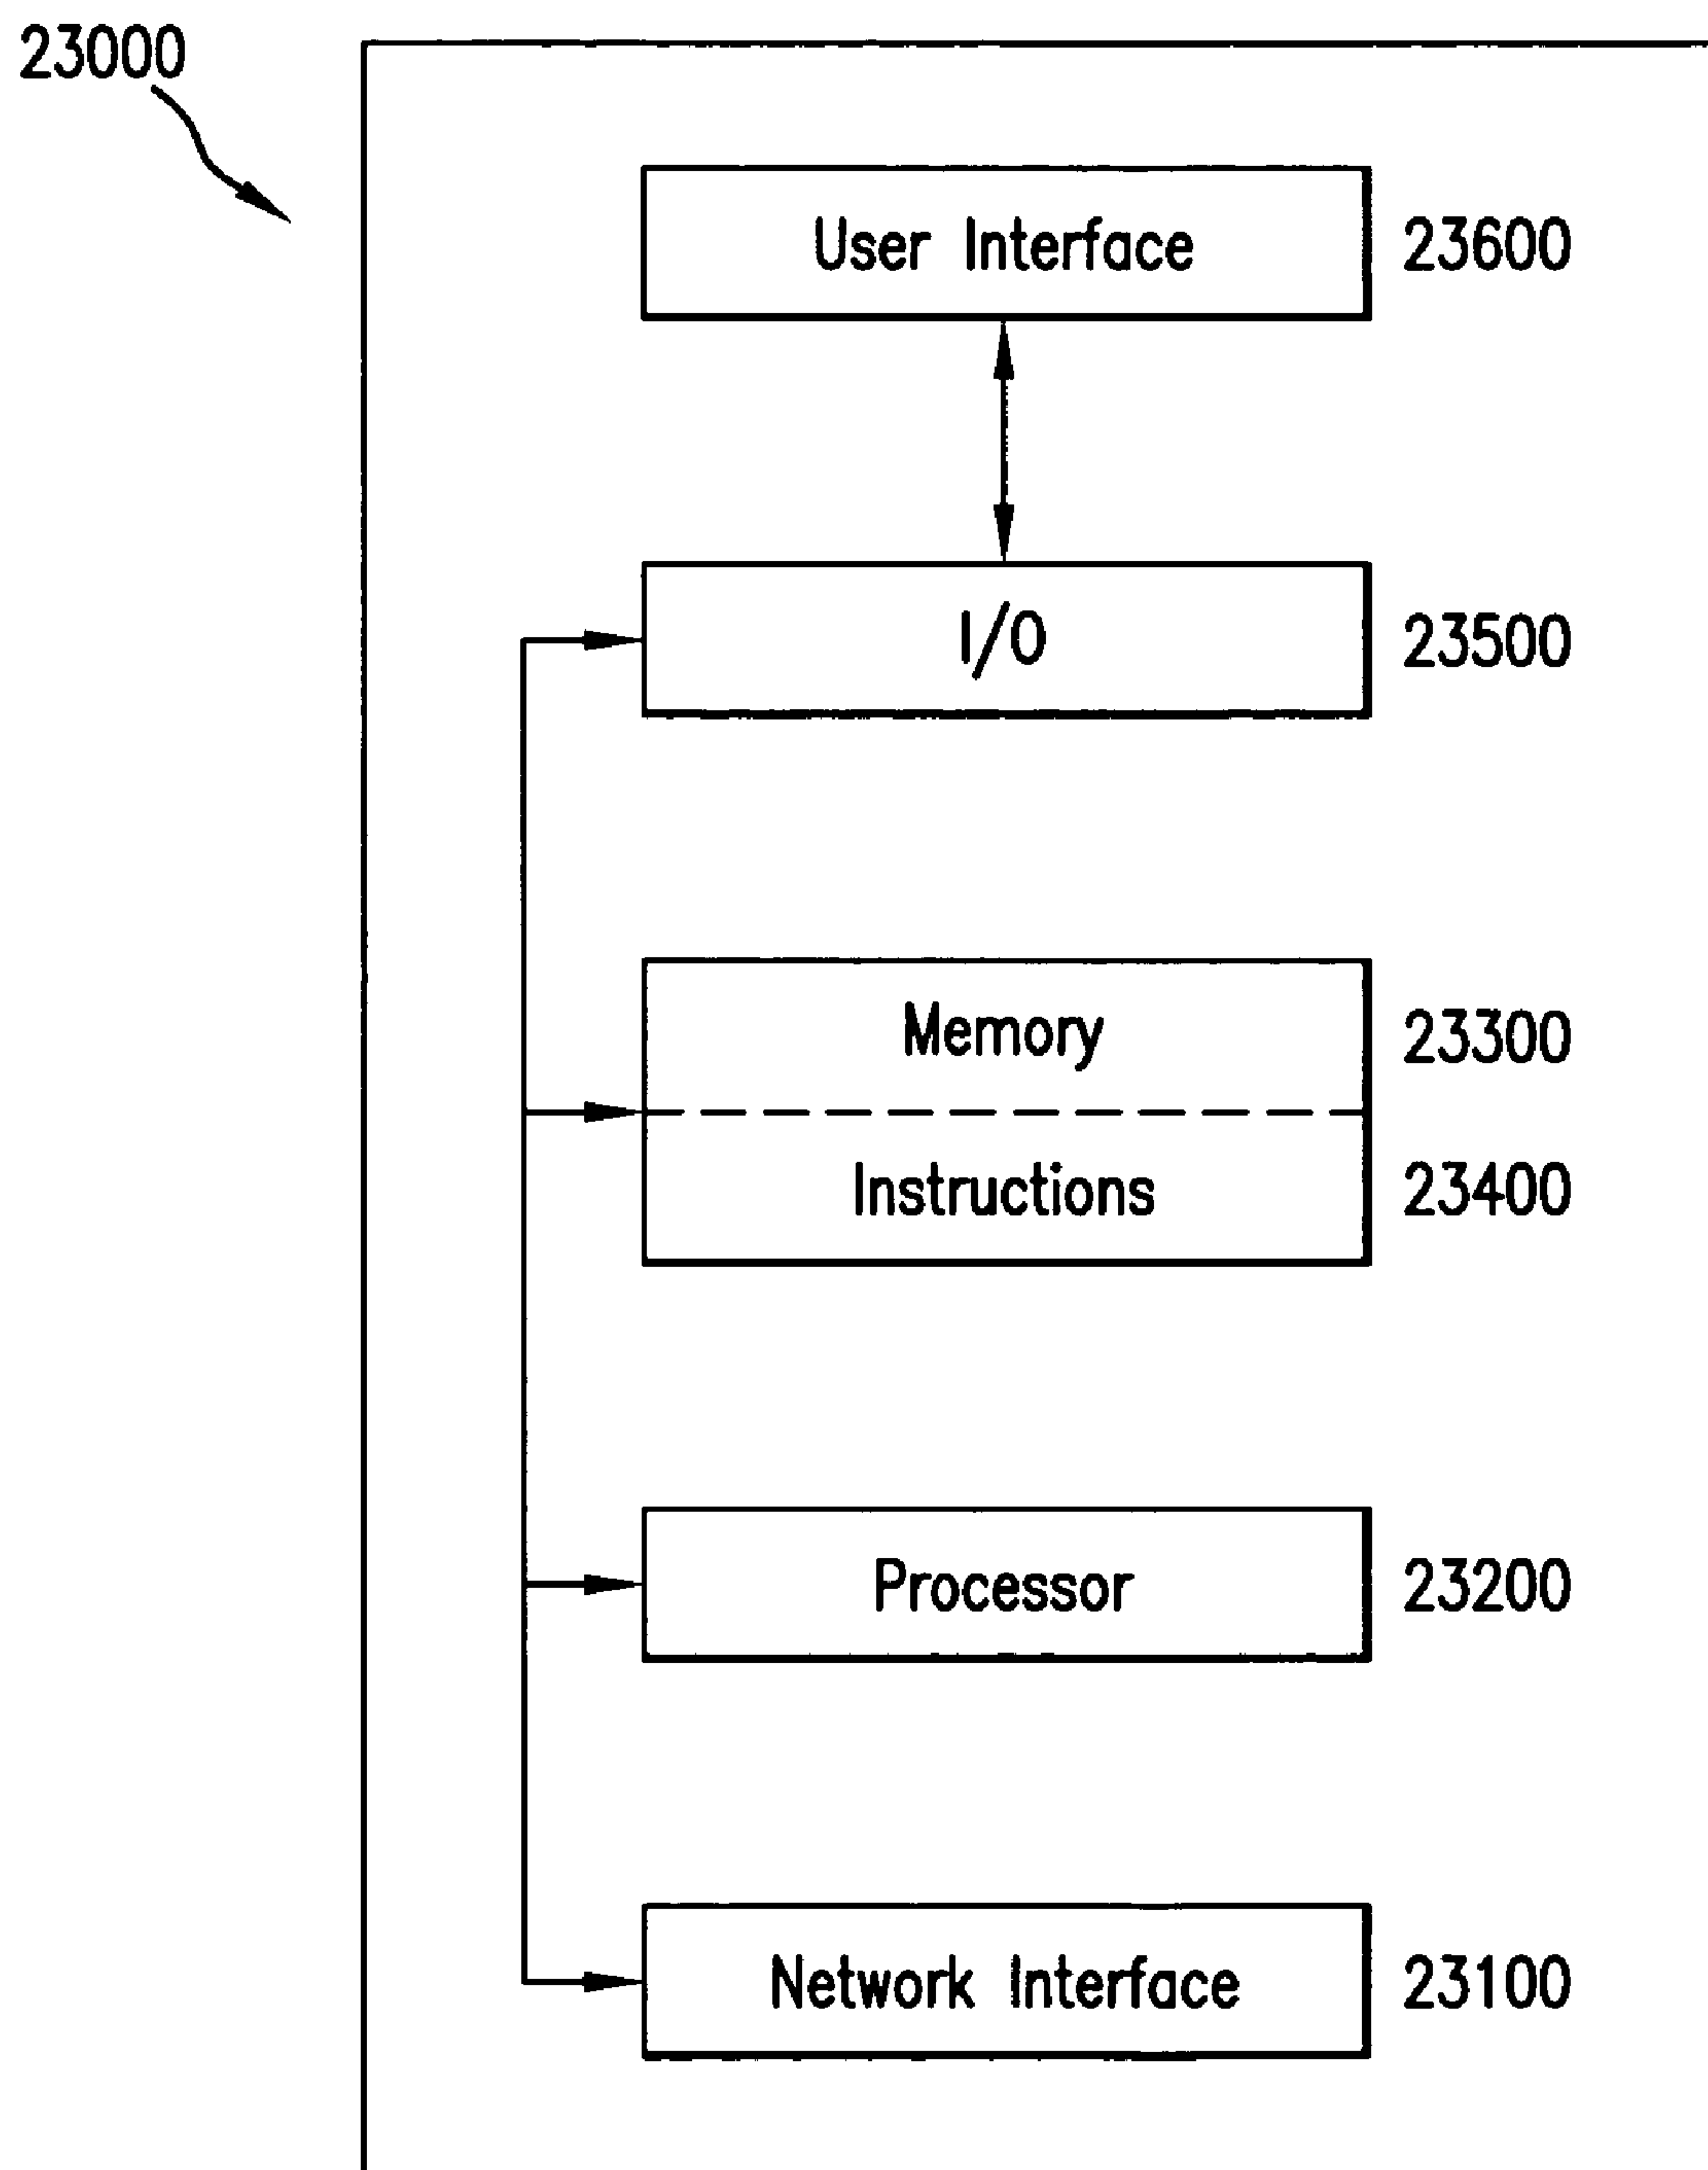 23000
User Interface 23600
I/O 23500
Memory 23300
Instructions 23400
Processor 23200
Network Interface 23100